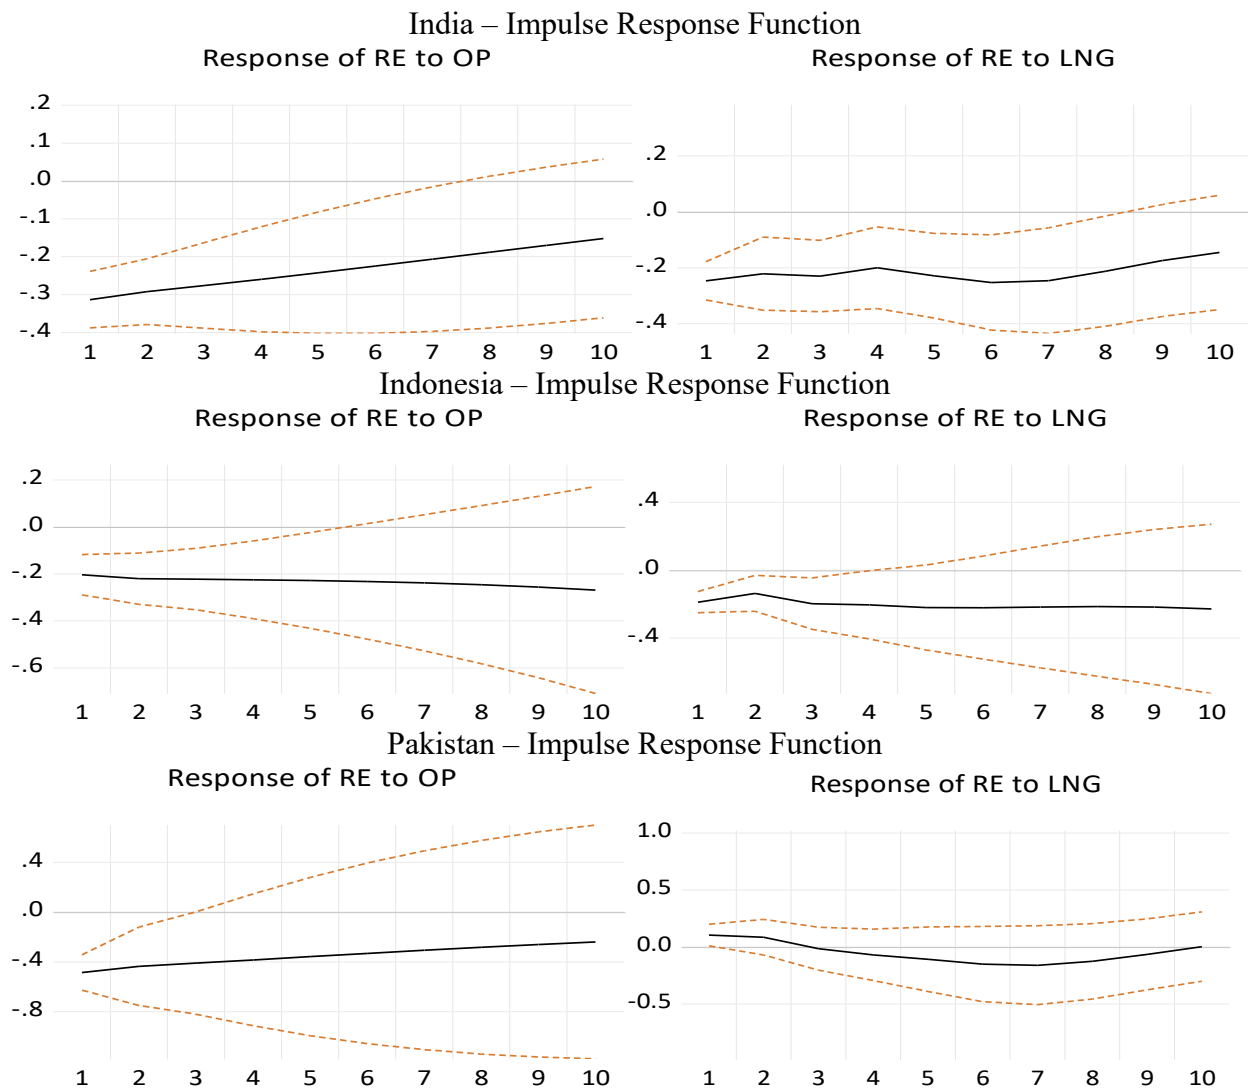 India – Impulse Response Function
Response of RE to OP
.2
.1
.0
-.1
-.2
-.3
-.4
1 2 3 4 5 6 7 8 9 10
Response of RE to LNG
.2
.0
-.2
-.4
1 2 3 4 5 6 7 8 9 10
Indonesia – Impulse Response Function
Response of RE to OP
.2
.0
-.2
-.4
-.6
1 2 3 4 5 6 7 8 9 10
Response of RE to LNG
.4
.0
-.4
1 2 3 4 5 6 7 8 9 10
Pakistan – Impulse Response Function
Response of RE to OP
.4
.0
-.4
-.8
1 2 3 4 5 6 7 8 9 10
Response of RE to LNG
1.0
0.5
0.0
-0.5
1 2 3 4 5 6 7 8 9 10